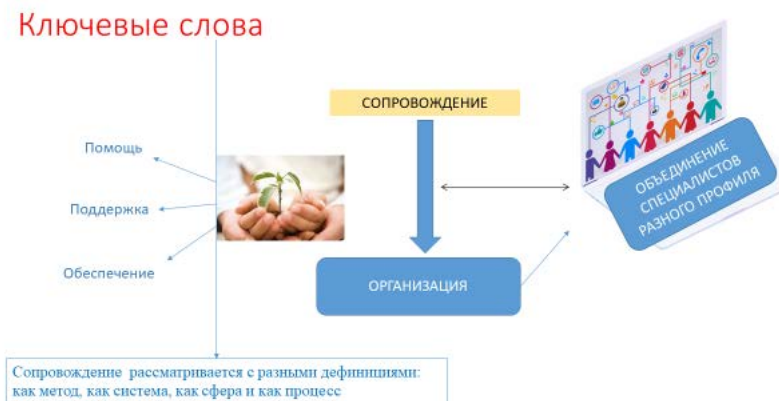 Ключевые слова
СОПРОВОЖДЕНИЕ
Помощь
Поддержка
Обеспечение
ОРГАНИЗАЦИЯ
ОБЪЕДИНЕНИЕ
СПЕЦИАЛИСТОВ
РАЗНОГО ПРОФИЛЯ
Сопровождение рассматривается с разными дефинициями:
как метод, как система, как сфера и как процесс